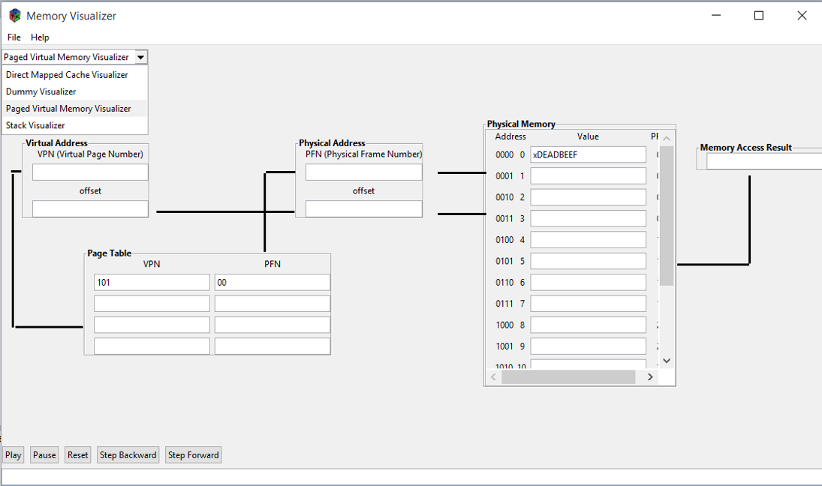 Memory Visualizer
File Help
Paged Virtual Memory Visualizer
Direct Mapped Cache Visualizer
Dummy Visualizer
Paged Virtual Memory Visualizer
Stack Visualizer
Virtual Address
VPN (Virtual Page Number)
offset
Physical Address
PFN (Physical Frame Number)
offset
Page Table
VPN PFN
101 00
Physical Memory
Address Value
0000 0 xDEADBEEF
0001 1
0010 2
0011 3
0100 4
0101 5
0110 6
0111 7
1000 8
1001 9
1010 10
Memory Access Result
Play Pause Reset Step Backward Step Forward